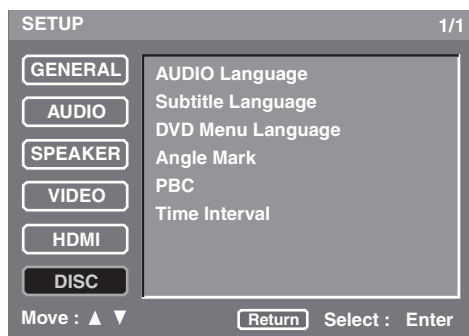 SETUP 1/1
GENERAL
AUDIO
SPEAKER
VIDEO
HDMI
DISC
AUDIO Language
Subtitle Language
DVD Menu Language
Angle Mark
PBC
Time Interval
Move : ▲ ▼ Return Select : Enter